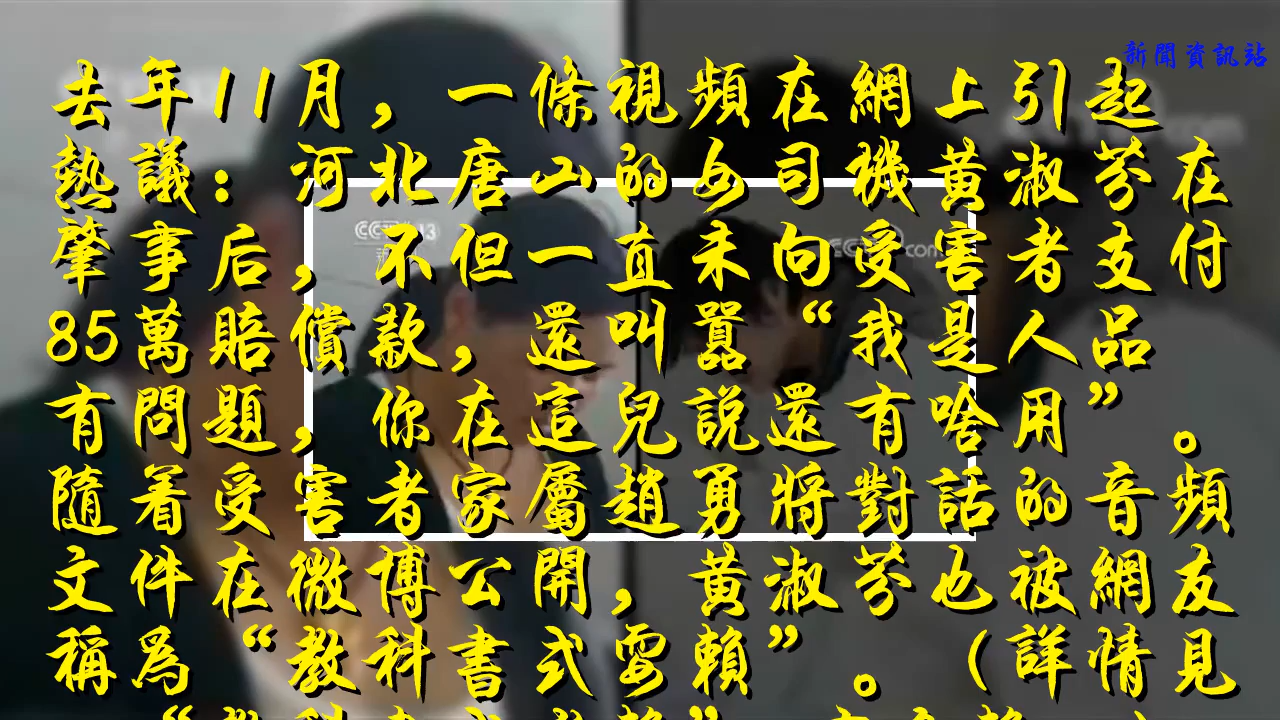 新聞資訊站
去年11月，一條視頻在網上引起
熱議：河北唐山的女司機黃淑芬在
肇事后，不但一直未向受害者支付
85萬賠償款，還叫囂“我是人品
有問題，你在這兒說還有啥用”。
隨着受害者家屬趙勇將對話的音頻
文件在微博公開，黃淑芬也被網友
稱爲“教科書式耍賴”。（詳情見